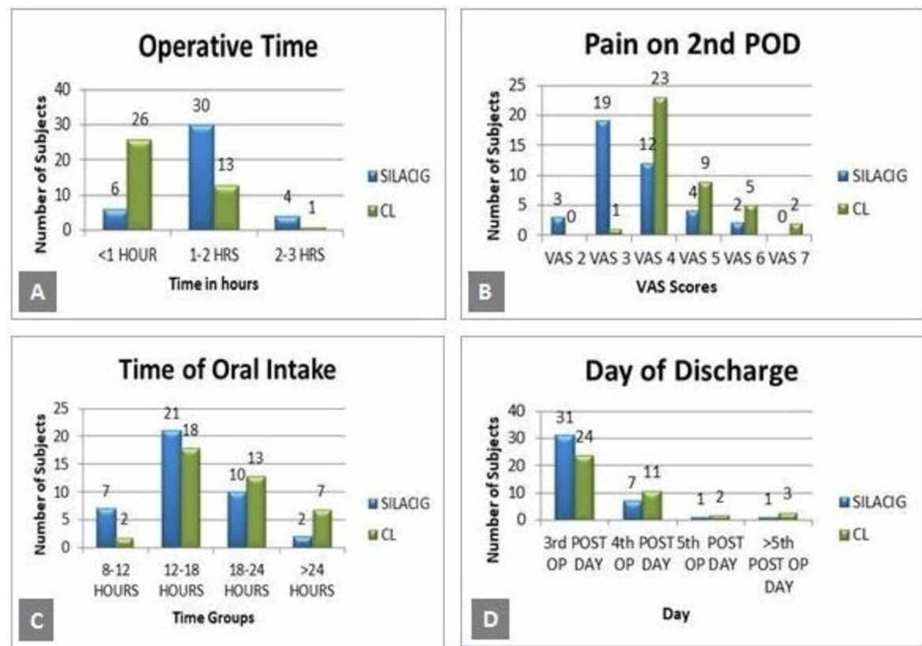 Operative Time
Number of Subjects
40
30
20
10
0
6
26
30
13
4
1
<1 HOUR
1-2 HRS
2-3 HRS
Time in hours
SILACIG
CL
A
Pain on 2nd POD
Number of Subjects
25
20
15
10
5
0
3
0
19
1
12
23
4
9
2
5
0
2
VAS 2
VAS 3
VAS 4
VAS 5
VAS 6
VAS 7
VAS Scores
SILACIG
CL
B
Time of Oral Intake
Number of Subjects
25
20
15
10
5
0
7
2
21
18
10
13
2
7
8-12
HOURS
12-18
HOURS
18-24
HOURS
>24
HOURS
Time Groups
SILACIG
CL
C
Day of Discharge
Number of Subjects
40
30
20
10
0
31
24
7
11
1
2
1
3
3rd POST
OP DAY
4th POST
OP DAY
5th POST
OP DAY
>5th
POST OP
DAY
Day
SILACIG
CL
D